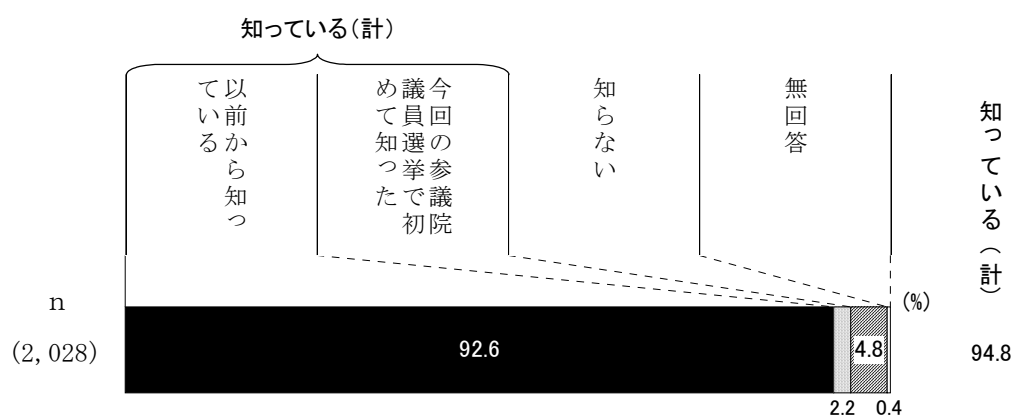 知っている（計）
以前から知っ
ている
今回の参議院
議員選挙で初
めて知った
知らない
無回答
知っている（計）
n
(%)
(2,028)
92.6
4.8
94.8
2.2
0.4